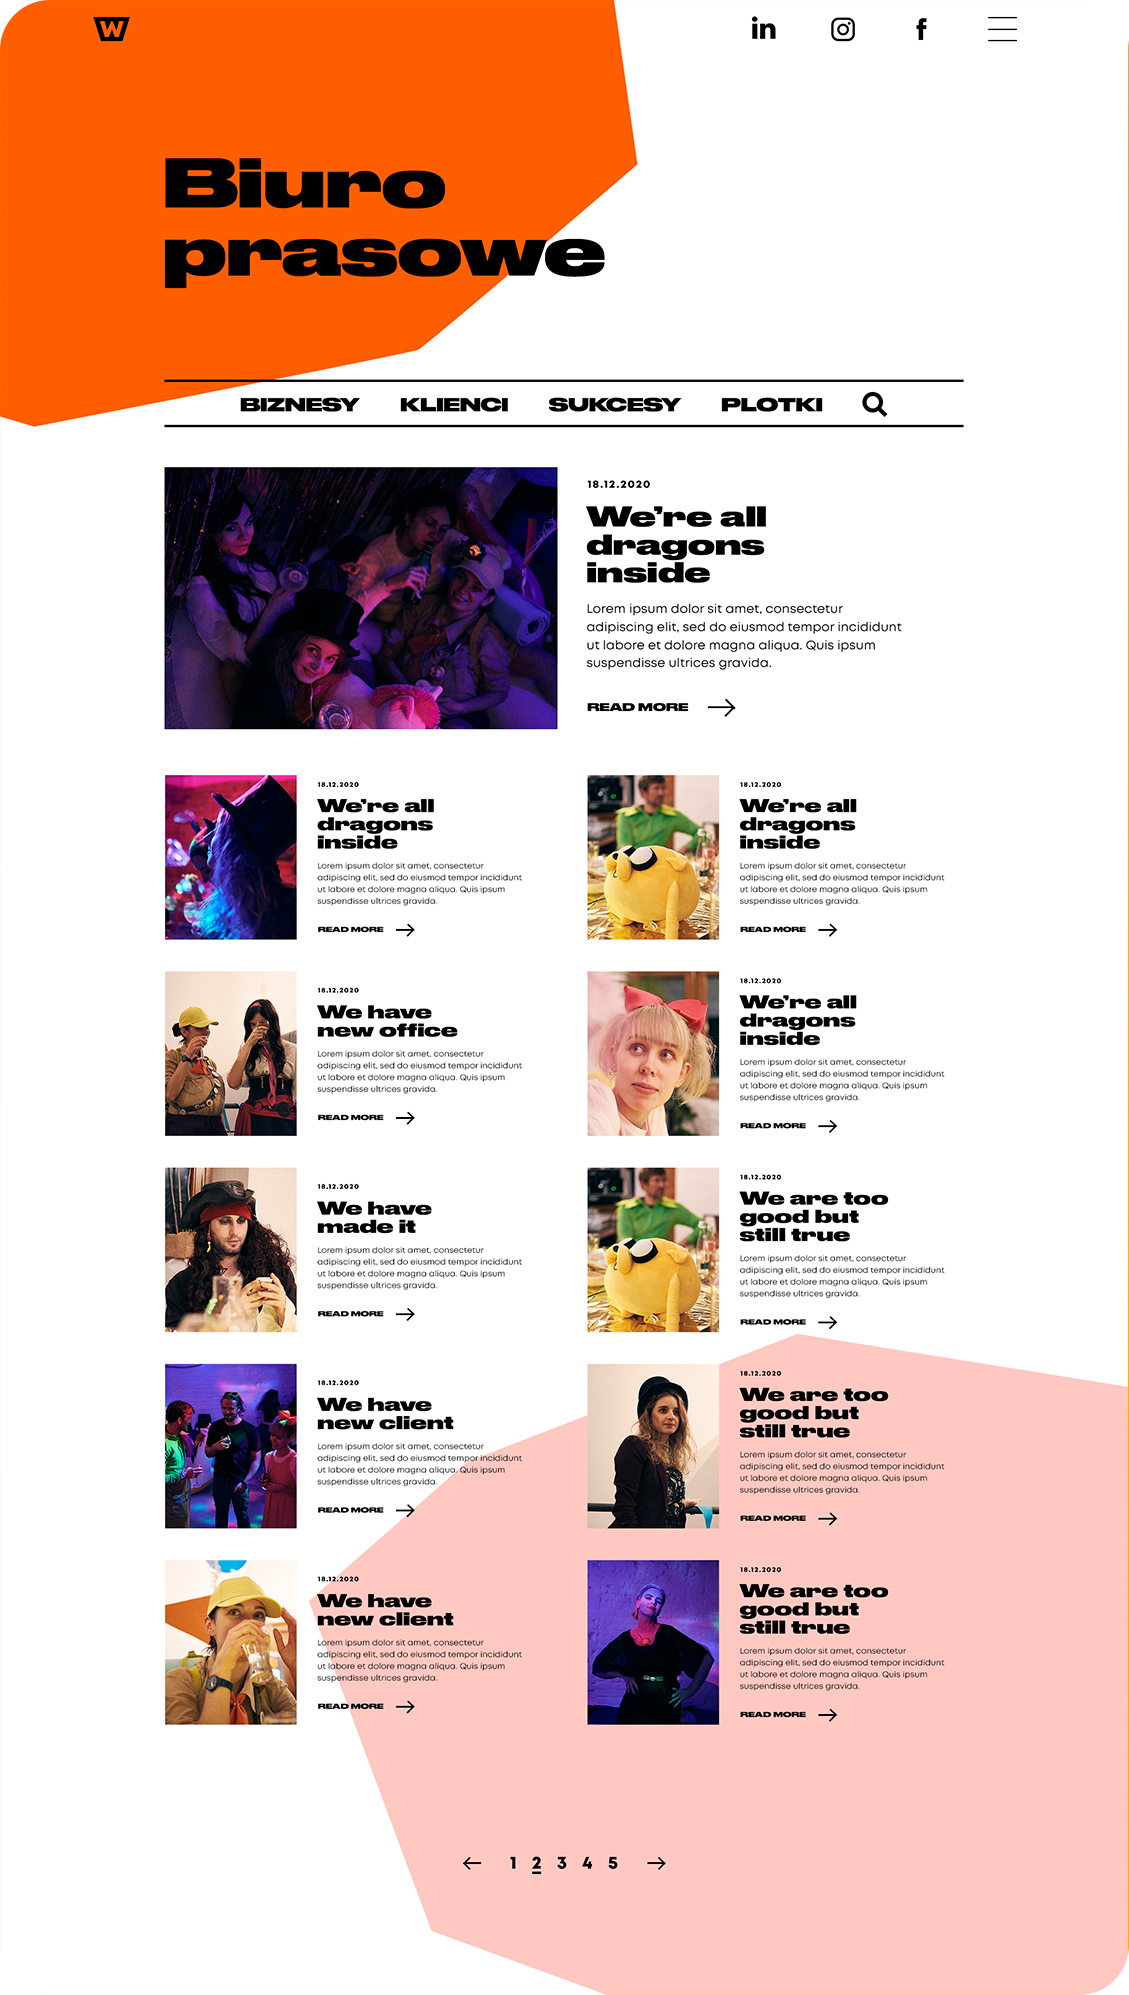 W
in
f
Biuro
prasowe
BIZNESY KLIENCI SUKCESY PLOTKI
18.12.2020
We're all
dragons
inside
Lorem ipsum dolor sit amet, consectetur
adipiscing elit, sed do eiusmod tempor incididunt
ut labore et dolore magna aliqua. Quis ipsum
suspendisse ultrices gravida.
READ MORE
18.12.2020
We're all
dragons
inside
Lorem ipsum dolor sit amet, consectetur
adipiscing elit, sed do eiusmod tempor incididunt
ut labore et dolore magna aliqua. Quis ipsum
suspendisse ultrices gravida.
READ MORE
18.12.2020
We're all
dragons
inside
Lorem ipsum dolor sit amet, consectetur
adipiscing elit, sed do eiusmod tempor incididunt
ut labore et dolore magna aliqua. Quis ipsum
suspendisse ultrices gravida.
READ MORE
18.12.2020
We have
new office
Lorem ipsum dolor sit amet, consectetur
adipiscing elit, sed do eiusmod tempor incididunt
ut labore et dolore magna aliqua. Quis ipsum
suspendisse ultrices gravida.
READ MORE
18.12.2020
We're all
dragons
inside
Lorem ipsum dolor sit amet, consectetur
adipiscing elit, sed do eiusmod tempor incididunt
ut labore et dolore magna aliqua. Quis ipsum
suspendisse ultrices gravida.
READ MORE
18.12.2020
We have
made it
Lorem ipsum dolor sit amet, consectetur
adipiscing elit, sed do eiusmod tempor incididunt
ut labore et dolore magna aliqua. Quis ipsum
suspendisse ultrices gravida.
READ MORE
18.12.2020
We are too
good but
still true
Lorem ipsum dolor sit amet, consectetur
adipiscing elit, sed do eiusmod tempor incididunt
ut labore et dolore magna aliqua. Quis ipsum
suspendisse ultrices gravida.
READ MORE
18.12.2020
We have
new client
Lorem ipsum dolor sit amet, consectetur
adipiscing elit, sed do eiusmod tempor incididunt
ut labore et dolore magna aliqua. Quis ipsum
suspendisse ultrices gravida.
READ MORE
18.12.2020
We are too
good but
still true
Lorem ipsum dolor sit amet, consectetur
adipiscing elit, sed do eiusmod tempor incididunt
ut labore et dolore magna aliqua. Quis ipsum
suspendisse ultrices gravida.
READ MORE
18.12.2020
We have
new client
Lorem ipsum dolor sit amet, consectetur
adipiscing elit, sed do eiusmod tempor incididunt
ut labore et dolore magna aliqua. Quis ipsum
suspendisse ultrices gravida.
READ MORE
18.12.2020
We are too
good but
still true
Lorem ipsum dolor sit amet, consectetur
adipiscing elit, sed do eiusmod tempor incididunt
ut labore et dolore magna aliqua. Quis ipsum
suspendisse ultrices gravida.
READ MORE
1 2 3 4 5